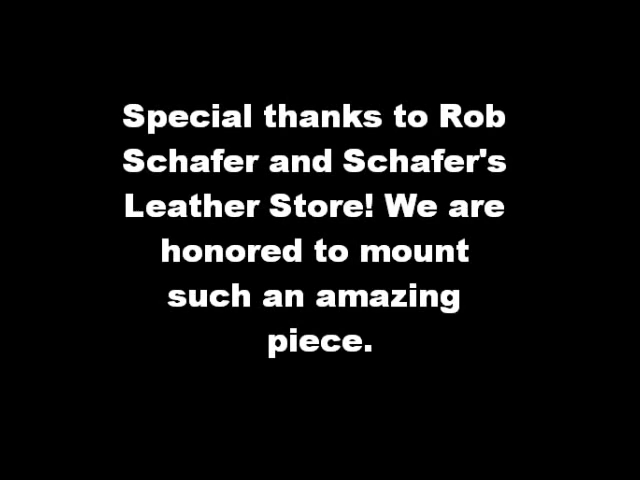 Special thanks to Rob
Schafer and Schafer's
Leather Store! We are
honored to mount
such an amazing
piece.